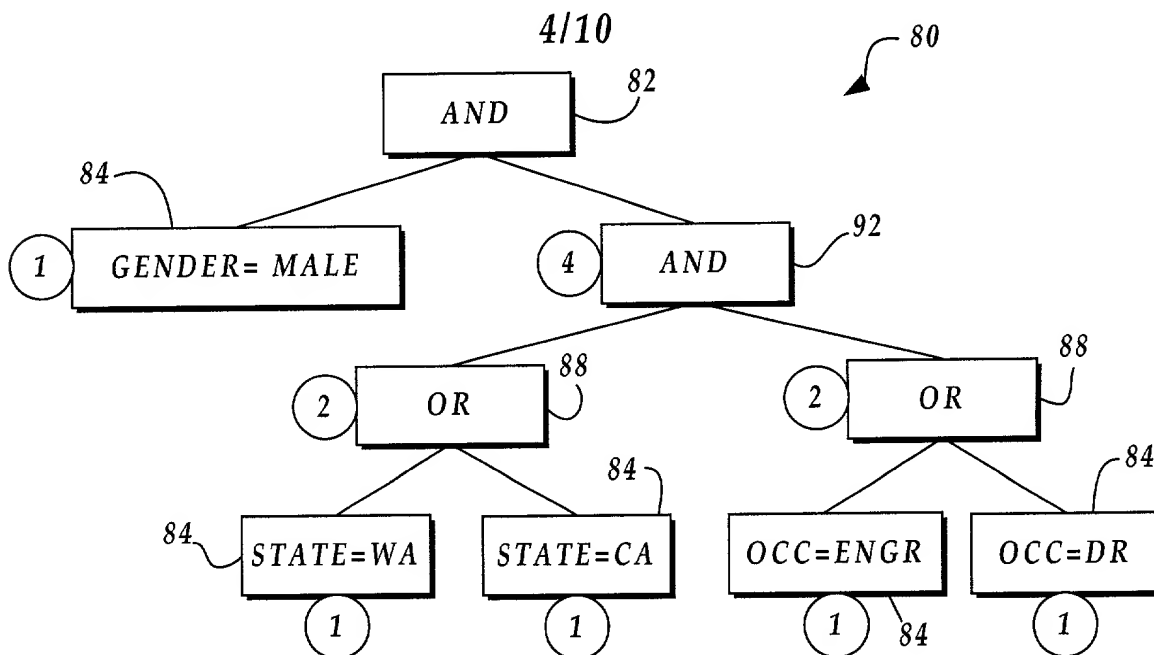 4/10
80
AND
82
84
1
GENDER= MALE
4
AND
92
2
OR
88
2
OR
88
84
STATE=WA
1
84
STATE=CA
1
OCC=ENGR
1
84
84
OCC=DR
1